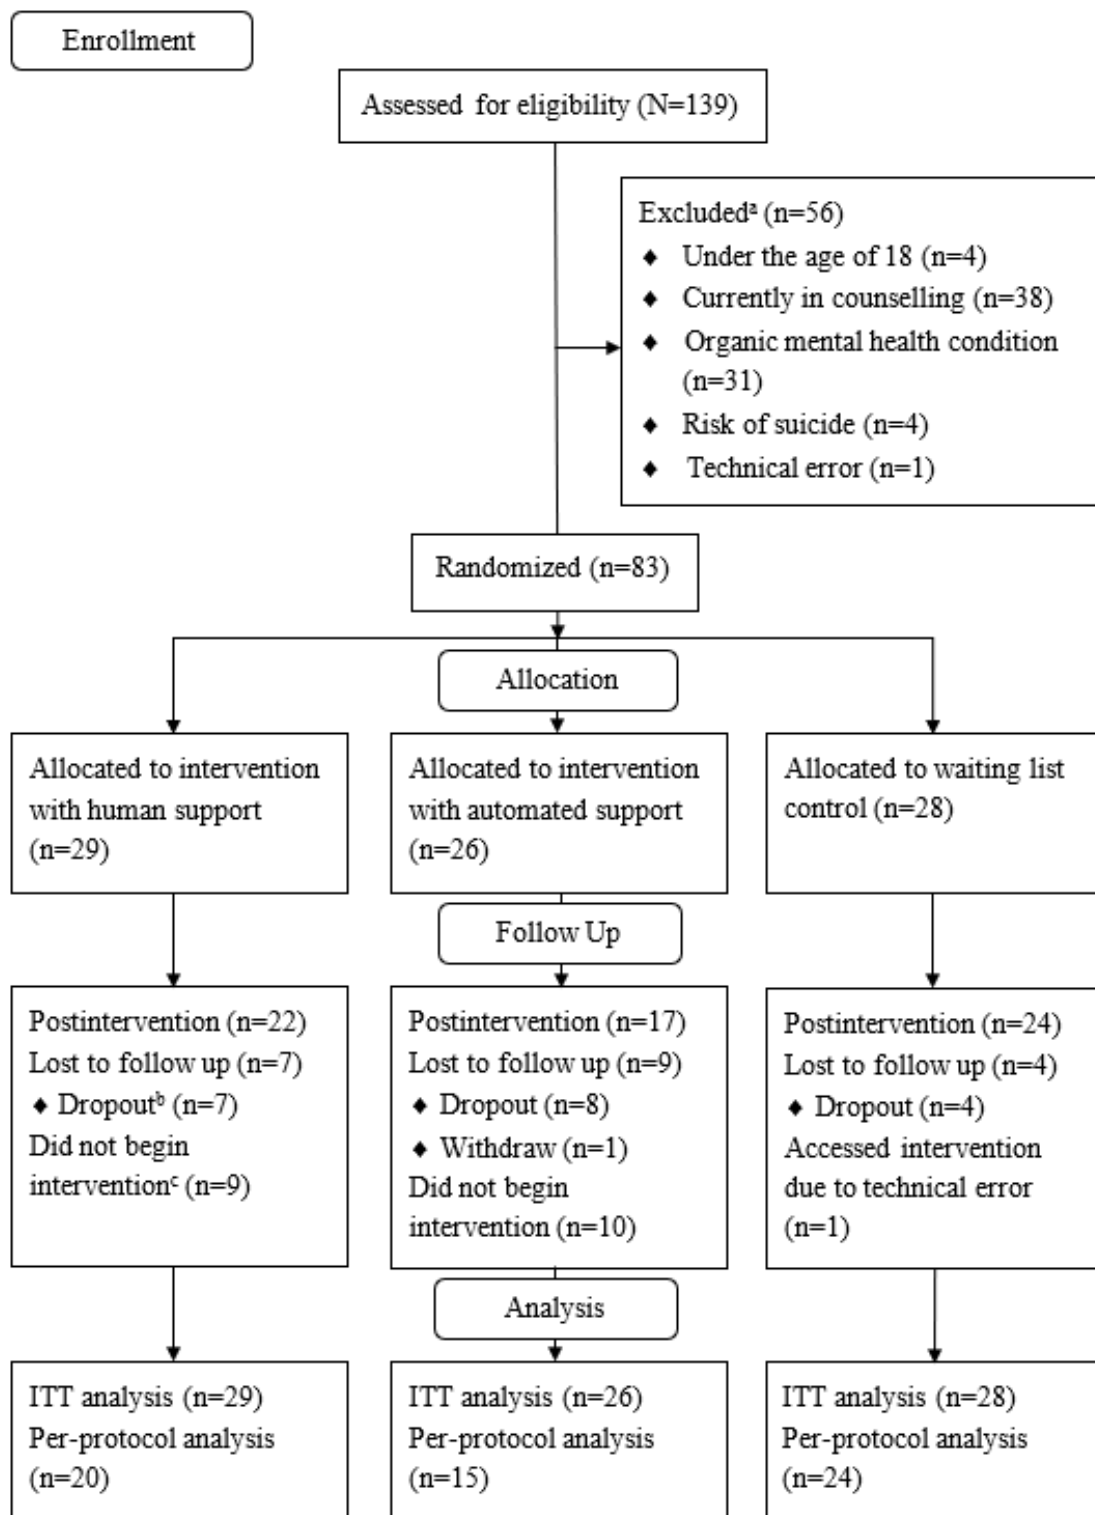 Enrollment
Assessed for eligibility (N=139)
Excludedᵃ (n=56)
♦ Under the age of 18 (n=4)
♦ Currently in counselling (n=38)
♦ Organic mental health condition
(n=31)
♦ Risk of suicide (n=4)
♦ Technical error (n=1)
Randomized (n=83)
Allocation
Allocated to intervention
with human support
(n=29)
Allocated to intervention
with automated support
(n=26)
Allocated to waiting list
control (n=28)
Follow Up
Postintervention (n=22)
Lost to follow up (n=7)
♦ Dropoutᵇ (n=7)
Did not begin
interventionᶜ (n=9)
Postintervention (n=17)
Lost to follow up (n=9)
♦ Dropout (n=8)
♦ Withdraw (n=1)
Did not begin
intervention (n=10)
Postintervention (n=24)
Lost to follow up (n=4)
♦ Dropout (n=4)
Accessed intervention
due to technical error
(n=1)
Analysis
ITT analysis (n=29)
Per-protocol analysis
(n=20)
ITT analysis (n=26)
Per-protocol analysis
(n=15)
ITT analysis (n=28)
Per-protocol analysis
(n=24)